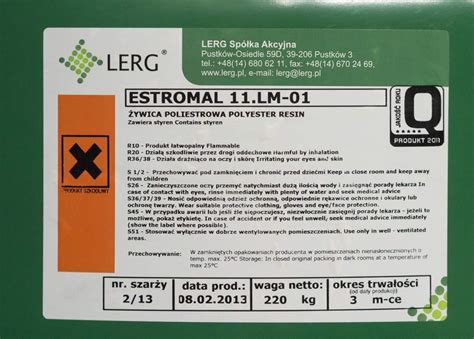 LERG®
LERG Spółka Akcyjna
Pustków-Osiedle 59D, 39-206 Pustków 3
tel.: +48(14) 680 62 11, fax: +48(14) 670 24 69,
www.lerg.pl, e-mail: lerg@lerg.pl
JAKOŚĆ ROKU
Q
PRODUKT 2011
ESTROMAL 11.LM-01
ŻYWICA POLIESTROWA POLYESTER RESIN
Zawiera styren Contains styren
R10 - Produkt łatwopalny Flammable
R20 - Działa szkodliwie przez drogi oddechowe Harmful by inhalation
R36/38 - Działa drażniąco na oczy i skórę Irritating your eyes and skin
S 1/2 - Przechowywać pod zamknięciem i chronić przed dziećmi Keep in close room and keep away
from children
S26 - Zanieczyszczone oczy przemyć natychmiast dużą ilością wody i zasięgnąć porady lekarza In
case of contact with eyes, rinse immediately with plenty of water and seek medical advice
S36/37/39 - Nosić odpowiednią odzież ochronną, odpowiednie rękawice ochronne i okulary lub
ochronę twarzy. Wear suitable protective clothing, gloves and eye/face protection.
S45 - W przypadku awarii lub jeśli źle się poczujesz, niezwłocznie zasięgnij porady lekarza - jeżeli to
możliwe, pokaż etykietę. In case of accident or if you feel unwell, seek medical advice immediately
(show the label where possible).
S51 - Stosować wyłącznie w dobrze wentylowanych pomieszczeniach. Use only in well - ventilated
areas.
PRODUKT SZKODLIWY
Przechowywanie: W zamkniętych opakowaniach producenta w pomieszczeniach nienasłonecznionych o
temp. max. 25°C Storage: In closed original packing in dark rooms at a temperature of
max 25°C
nr. szarży data prod.: waga netto: okres trwałości
(od daty produkcji)
2/13 08.02.2013 220 kg 3 m-ce